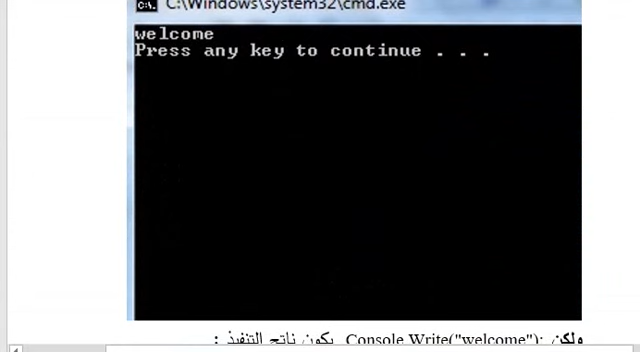 C:\Windows\system32\cmd.exe
welcome
Press any key to continue . . .
ولكن Console Write("welcome"); يكون ناتج التنفيذ :